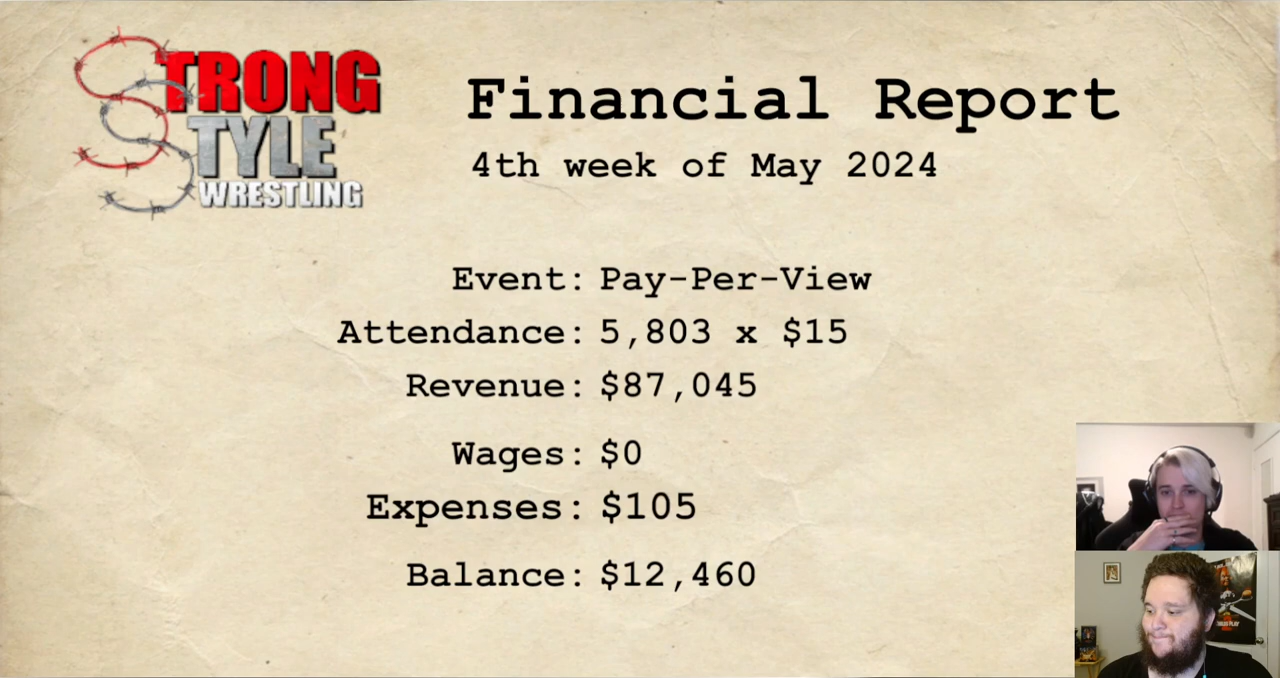 STRONG
STYLE
WRESTLING
Financial Report
4th week of May 2024
Event: Pay-Per-View
Attendance: 5,803 x $15
Revenue: $87,045
Wages: $0
Expenses: $105
Balance: $12,460